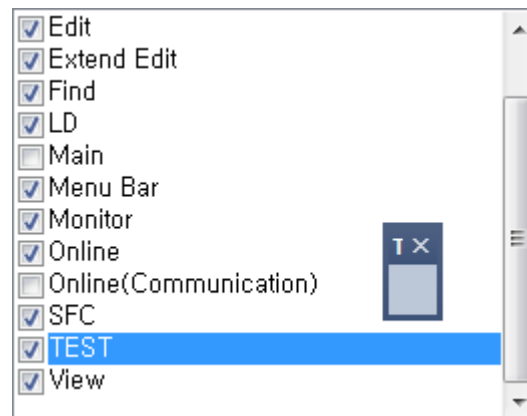 Edit
Extend Edit
Find
LD
Main
Menu Bar
Monitor
Online
T
Online(Communication)
SFC
TEST
View